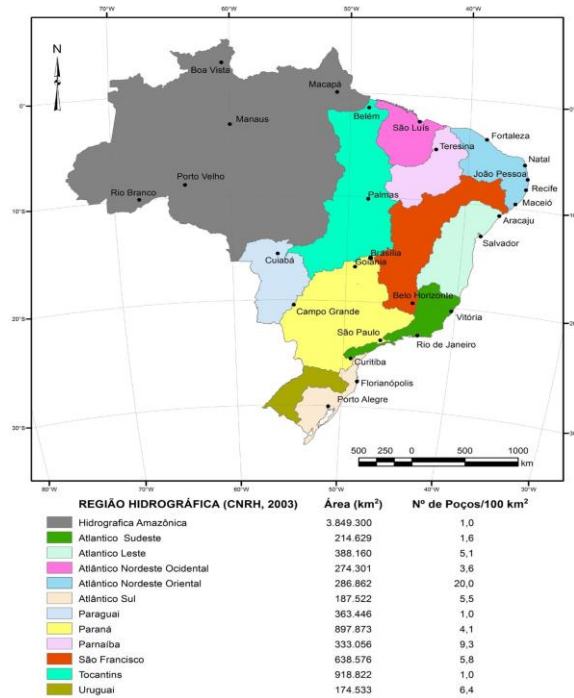 80°W 70°W 60°W 50°W 40°W 30°W
N
Boa Vista
Macapá
0°
Belém
0°
São Luís
Manaus
Fortaleza
Teresina
Natal
João Pessoa
Porto Velho
Recife
Palmas
Rio Branco
Maceió
10°S
Aracaju
10°S
Salvador
Brasília
Cuiabá
Goiânia
Belo Horizonte
Campo Grande
Vitória
20°S
São Paulo
Rio de Janeiro
20°S
Curitiba
Florianópolis
Porto Alegre
30°S
500 250 0 500 1000
km
30°S
80°W 70°W 60°W 50°W 40°W 30°W
REGIÃO HIDROGRÁFICA (CNRH, 2003) Área (km²) Nº de Poços/100 km²
Hidrografica Amazônica 3.849.300 1,0
Atlantico Sudeste 214.629 1,6
Atlantico Leste 388.160 5,1
Atlântico Nordeste Ocidental 274.301 3,6
Atlântico Nordeste Oriental 286.862 20,0
Atlântico Sul 187.522 5,5
Paraguai 363.446 1,0
Paraná 897.873 4,1
Parnaíba 333.056 9,3
São Francisco 638.576 5,8
Tocantins 918.822 1,0
Uruguai 174.533 6,4